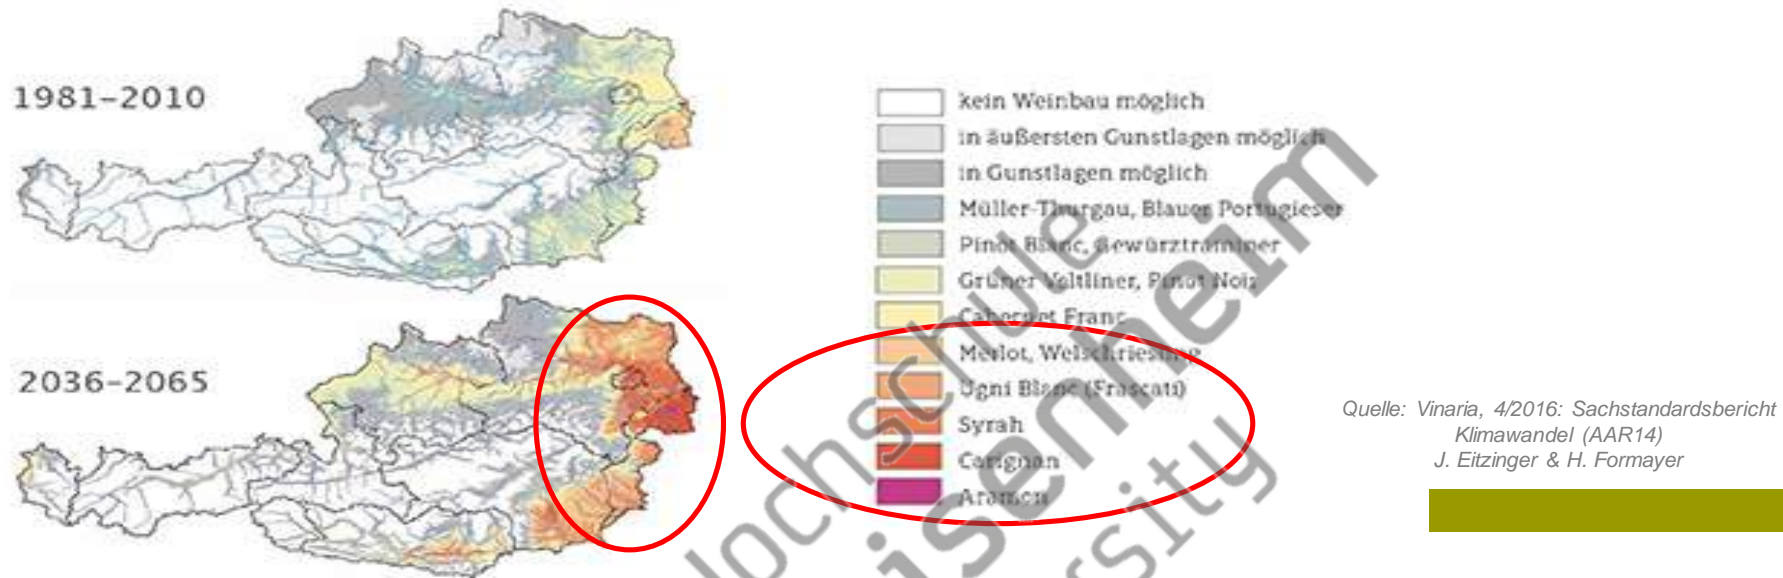 1981–2010
kein Weinbau möglich
in äußersten Gunstlagen möglich
in Gunstlagen möglich
Müller-Thurgau, Blauer Portugieser
Pinot Blanc, Gewürztraminer
Grüner Veltliner, Pinot Noir
Cabernet Franc
Merlot, Welschriesling
Ugni Blanc (Frascati)
Syrah
Carignan
Aramon
2036–2065
Quelle: Vinaria, 4/2016: Sachstandardsbericht
Klimawandel (AAR14)
J. Eitzinger & H. Formayer